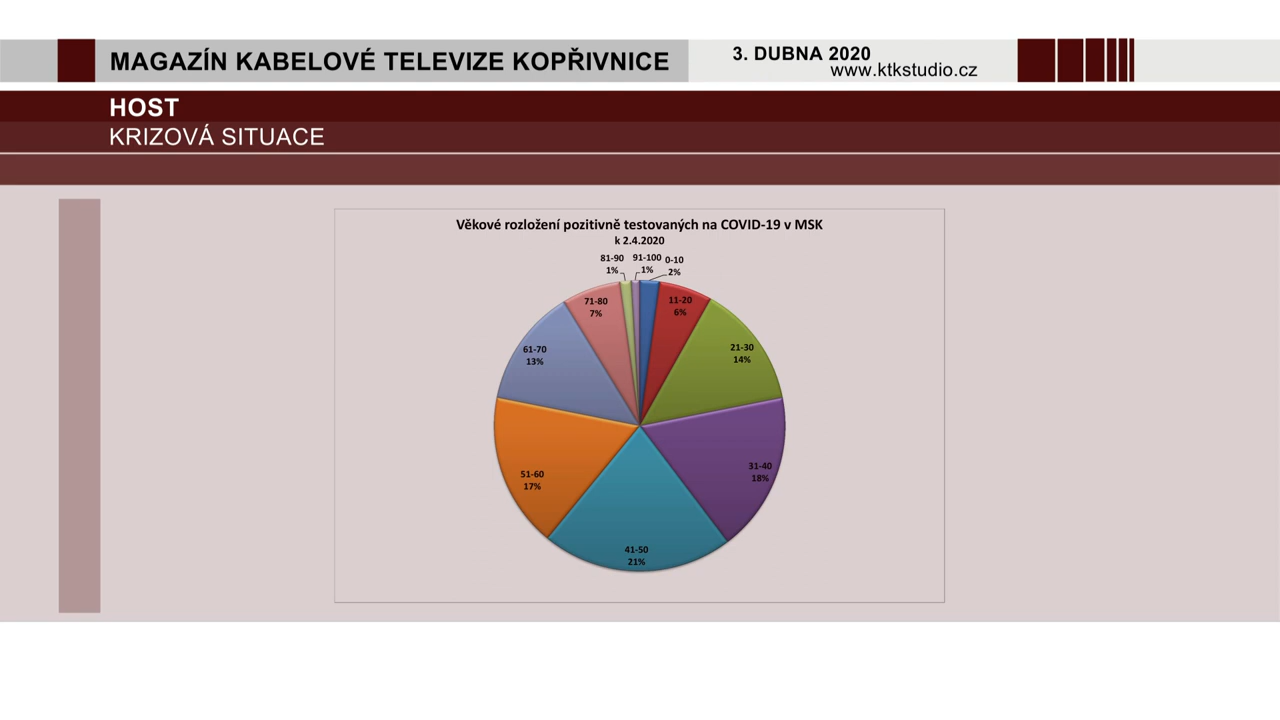 MAGAZÍN KABELOVÉ TELEVIZE KOPŘIVNICE
3. DUBNA 2020
www.ktkstudio.cz
HOST
KRIZOVÁ SITUACE
Věkové rozložení pozitivně testovaných na COVID-19 v MSK
k 2.4.2020
81-90
1%
91-100
1%
0-10
2%
71-80
7%
11-20
6%
61-70
13%
21-30
14%
51-60
17%
31-40
18%
41-50
21%